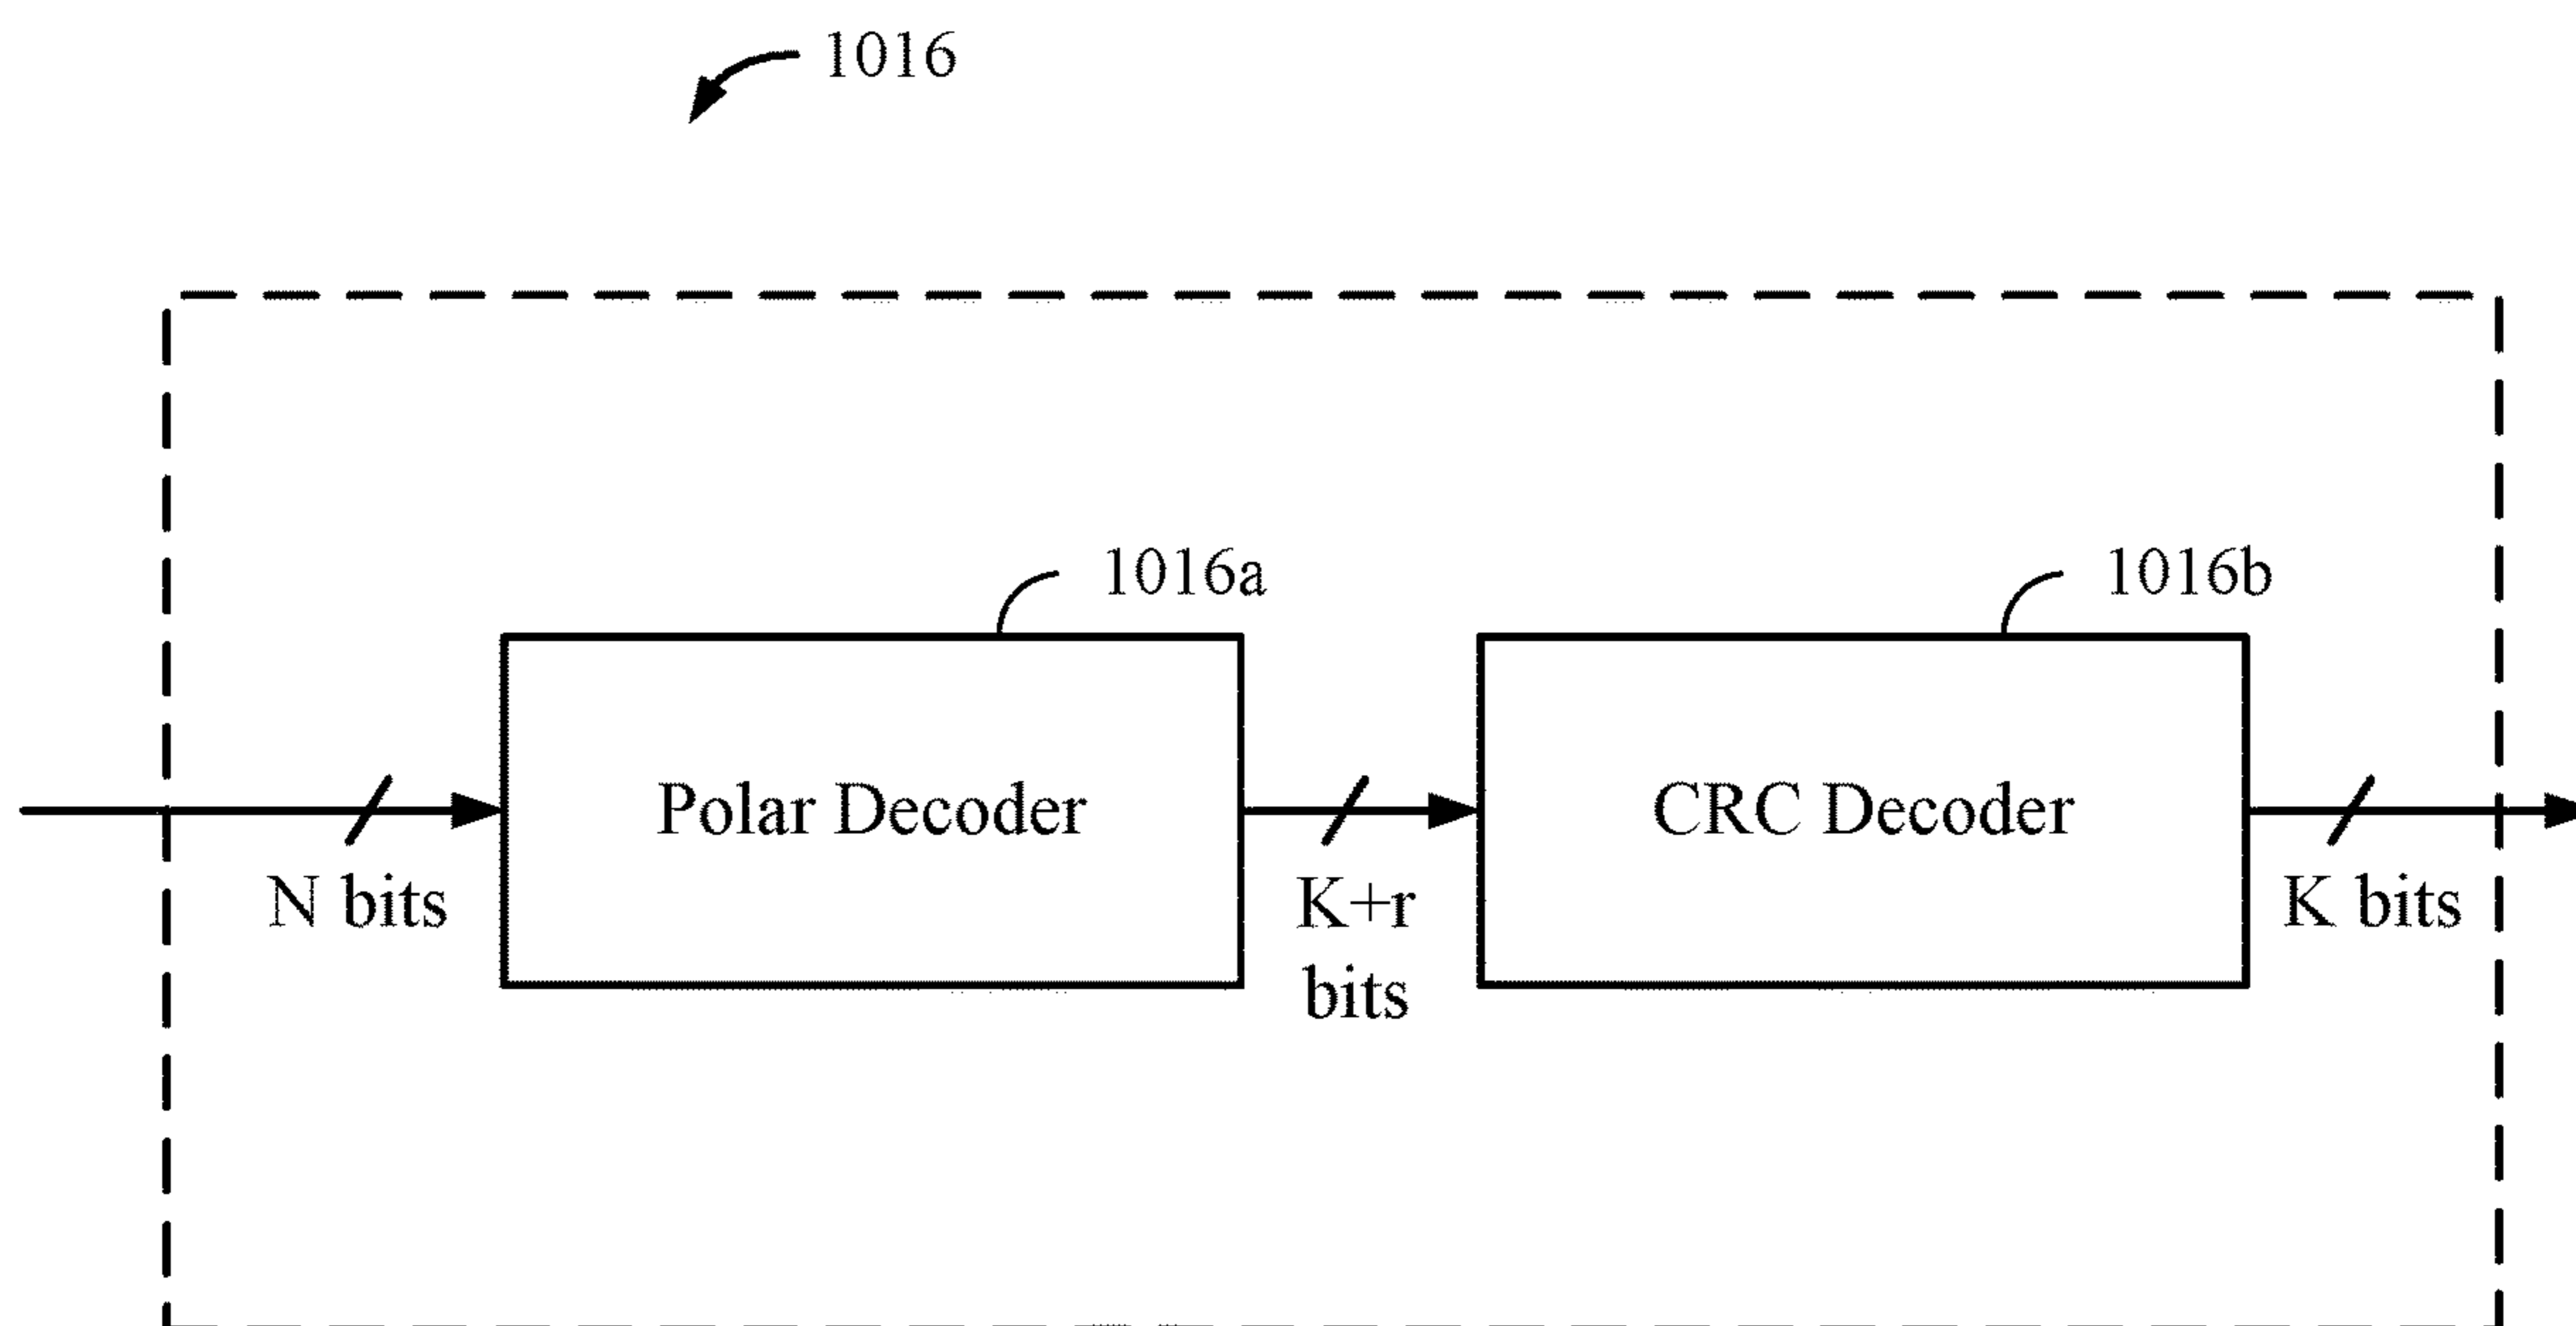 1016
1016a
1016b
Polar Decoder
CRC Decoder
N bits
K+r
bits
K bits